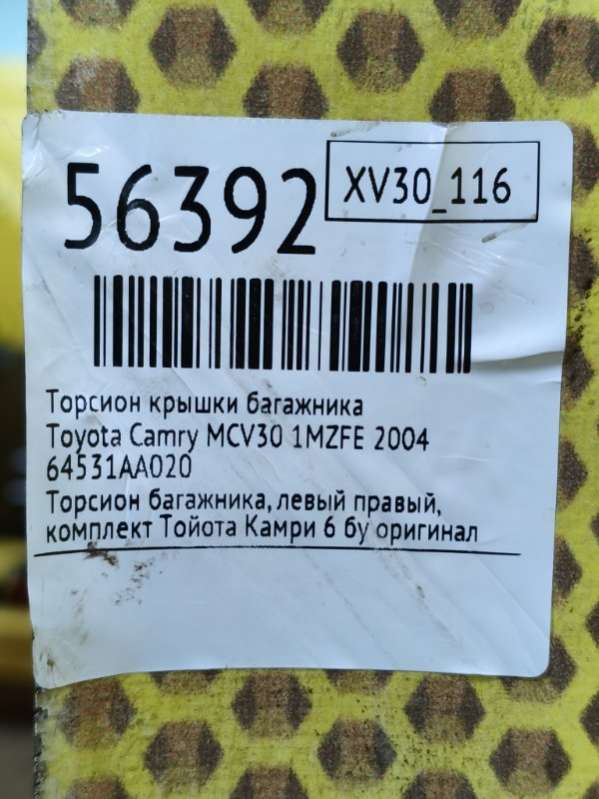 56392
XV30_116
Торсион крышки багажника
Toyota Camry MCV30 1MZFE 2004
64531AA020
Торсион багажника, левый правый,
комплект Тойота Камри 6 бу оригинал